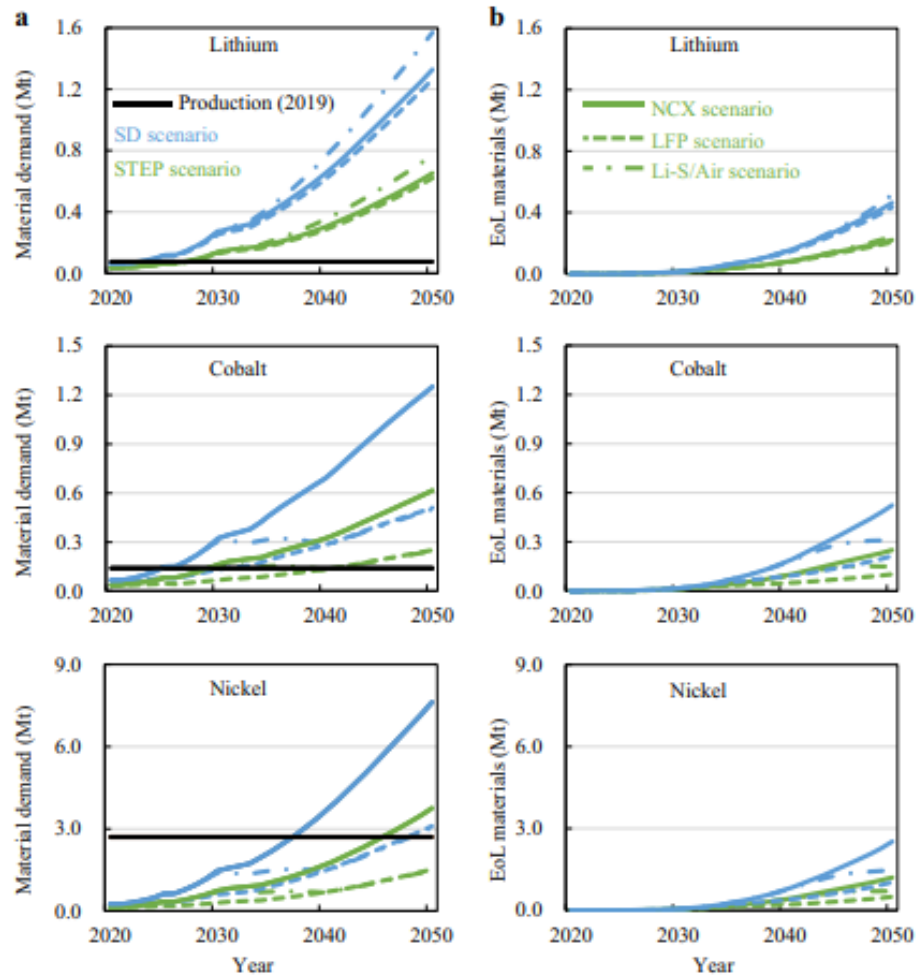 a
b
Lithium
Material demand (Mt)
1.6
1.2
0.8
0.4
0.0
Production (2019)
SD scenario
STEP scenario
2020 2030 2040 2050
Lithium
EoL materials (Mt)
1.6
1.2
0.8
0.4
0.0
NCX scenario
LFP scenario
Li-S/Air scenario
2020 2030 2040 2050
Cobalt
Material demand (Mt)
1.5
1.2
0.9
0.6
0.3
0.0
2020 2030 2040 2050
Cobalt
EoL materials (Mt)
1.5
1.2
0.9
0.6
0.3
0.0
2020 2030 2040 2050
Nickel
Material demand (Mt)
9.0
6.0
3.0
0.0
2020 2030 2040 2050
Year
Nickel
EoL materials (Mt)
9.0
6.0
3.0
0.0
2020 2030 2040 2050
Year